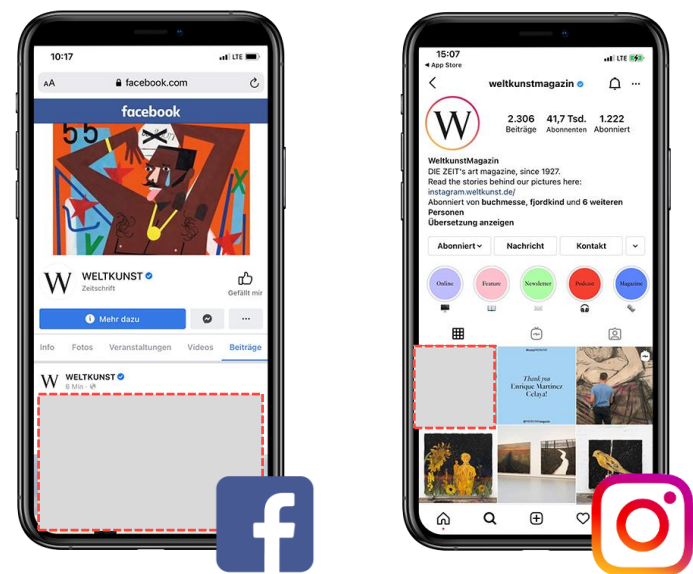 10:17
LTE
AA
facebook.com
facebook
55
W
WELTKUNST
Zeitschrift
Gefällt mir
Mehr dazu
Info Fotos Veranstaltungen Videos Beiträge
W
WELTKUNST
6 Min
f
15:07
LTE
App Store
weltkunstmagazin
W
2.306 41,7 Tsd. 1.222
Beiträge Abonnenten Abonniert
WeltkunstMagazin
DIE ZEIT's art magazine, since 1927.
Read the stories behind our pictures here:
instagram.weltkunst.de/
Abonniert von buchmesse, fjordkind und 6 weiteren
Personen
Übersetzung anzeigen
Abonniert Nachricht Kontakt
Online Feature Newsletter Podcast Magazine
Thank you
Enrique Martínez
Celaya!